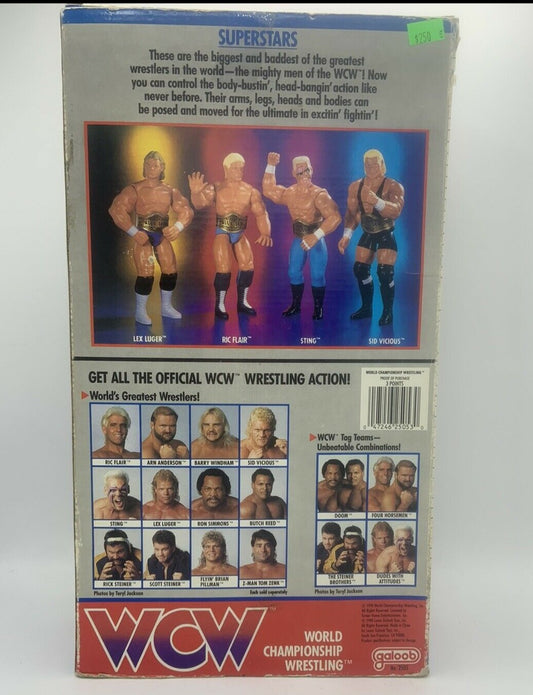 $250
SUPERSTARS
These are the biggest and baddest of the greatest
wrestlers in the world—the mighty men of the WCW™! Now
you can control the body-bustin', head-bangin' action like
never before. Their arms, legs, heads and bodies can
be posed and moved for the ultimate in excitin' fightin'!
LEX LUGER™ RIC FLAIR™ STING™ SID VICIOUS™
GET ALL THE OFFICIAL WCW™ WRESTLING ACTION!
World's Greatest Wrestlers!
RIC FLAIR™ ARN ANDERSON™ BARRY WINDHAM™ SID VICIOUS™
STING™ LEX LUGER™ RON SIMMONS™ BUTCH REED™
RICK STEINER™ SCOTT STEINER™ FLYIN' BRIAN PILLMAN™ Z-MAN TOM ZENK™
Photos by Teryl Jackson
Each sold separately
WORLD CHAMPIONSHIP WRESTLING™
PROOF OF PURCHASE
3 POINTS
WCW™ Tag Teams—
Unbeatable Combinations!
DOOM™ FOUR HORSEMEN™
THE STEINER BROTHERS™ DUDES WITH ATTITUDES™
Photos by Teryl Jackson
WCW™
WORLD
CHAMPIONSHIP
WRESTLING™
galoob